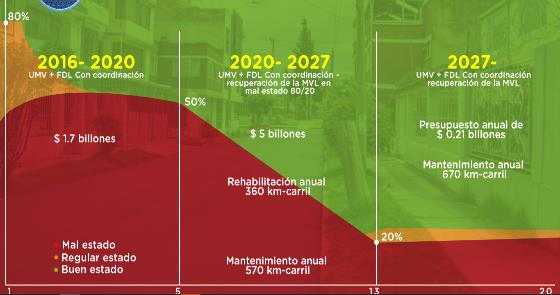 80%
2016- 2020
UMV + FDL Con coordinación
$ 1.7 billones
50%
2020- 2027
UMV + FDL Con coordinación -
recuperación de la MVL en
mal estado 80/20
$ 5 billones
Rehabilitación anual
360 km-carril
Mantenimiento anual
570 km-carril
2027-
UMV + FDL Con coordinación
recuperación de la MVL
Presupuesto anual de
$ 0.21 billones
Mantenimiento anual
670 km-carril
20%
Mal estado
Regular estado
Buen estado
1 5 13 20